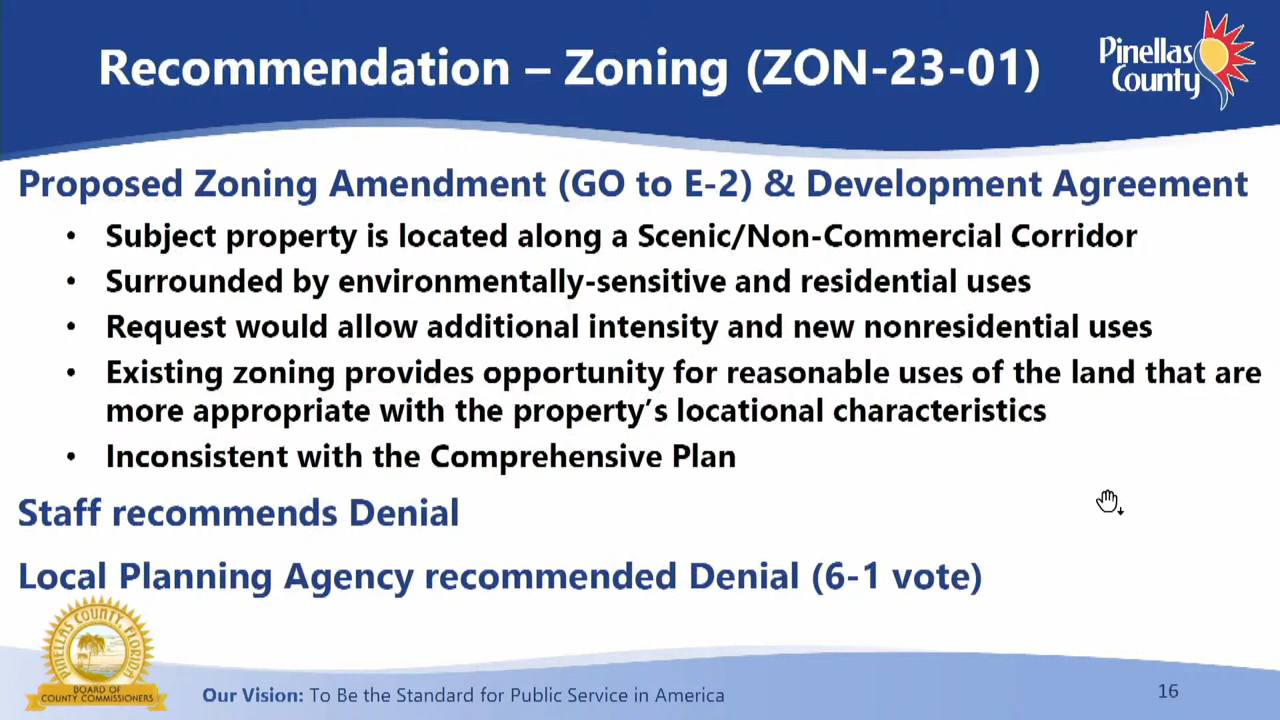 Recommendation – Zoning (ZON-23-01)
Pinellas
County
Proposed Zoning Amendment (GO to E-2) & Development Agreement
• Subject property is located along a Scenic/Non-Commercial Corridor
• Surrounded by environmentally-sensitive and residential uses
• Request would allow additional intensity and new nonresidential uses
• Existing zoning provides opportunity for reasonable uses of the land that are
more appropriate with the property’s locational characteristics
• Inconsistent with the Comprehensive Plan
Staff recommends Denial
Local Planning Agency recommended Denial (6-1 vote)
PINELLAS COUNTY, FLORIDA
BOARD OF
COUNTY COMMISSIONERS
Our Vision: To Be the Standard for Public Service in America
16